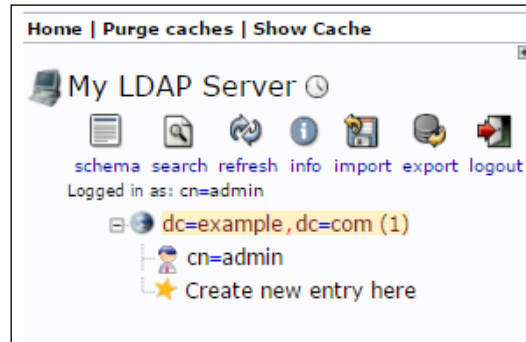 Home | Purge caches | Show Cache
My LDAP Server
schema search refresh info import export logout
Logged in as: cn=admin
dc=example,dc=com (1)
cn=admin
Create new entry here